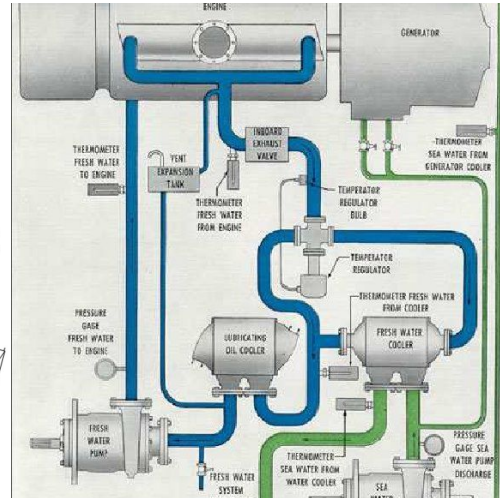 ENGINE
GENERATOR
THERMOMETER
FRESH WATER
TO ENGINE
VENT
EXPANSION
TANK
INBOARD
EXHAUST
VALVE
THERMOMETER
SEA WATER FROM
GENERATOR COOLER
THERMOMETER
FRESH WATER
FROM ENGINE
TEMPERATOR
REGULATOR
BULB
TEMPERATOR
REGULATOR
THERMOMETER FRESH WATER
FROM COOLER
PRESSURE
GAGE
FRESH WATER
TO ENGINE
LUBRICATING
OIL COOLER
FRESH WATER
COOLER
FRESH
WATER
PUMP
FRESH WATER
SYSTEM
THERMOMETER
SEA WATER FROM
WATER COOLER
PRESSURE
GAGE SEA
WATER PUMP
DISCHARGE
SEA
WATER